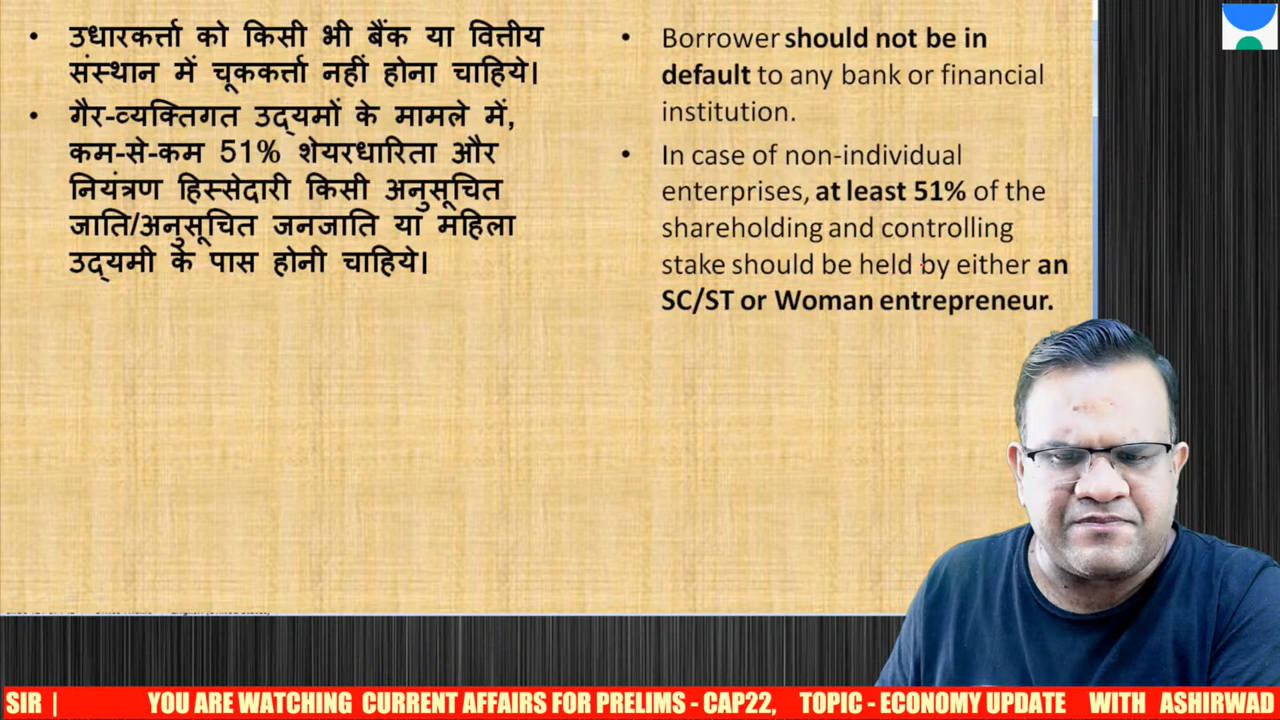 • उधारकर्त्ता को किसी भी बैंक या वित्तीय
संस्थान में चूककर्त्ता नहीं होना चाहिये।
• गैर-व्यक्तिगत उद्यमों के मामले में,
कम-से-कम 51% शेयरधारिता और
नियंत्रण हिस्सेदारी किसी अनुसूचित
जाति/अनुसूचित जनजाति या महिला
उद्यमी के पास होनी चाहिये।
• Borrower should not be in
default to any bank or financial
institution.
• In case of non-individual
enterprises, at least 51% of the
shareholding and controlling
stake should be held by either an
SC/ST or Woman entrepreneur.
SIR | YOU ARE WATCHING CURRENT AFFAIRS FOR PRELIMS - CAP22, TOPIC - ECONOMY UPDATE WITH ASHIRWAD